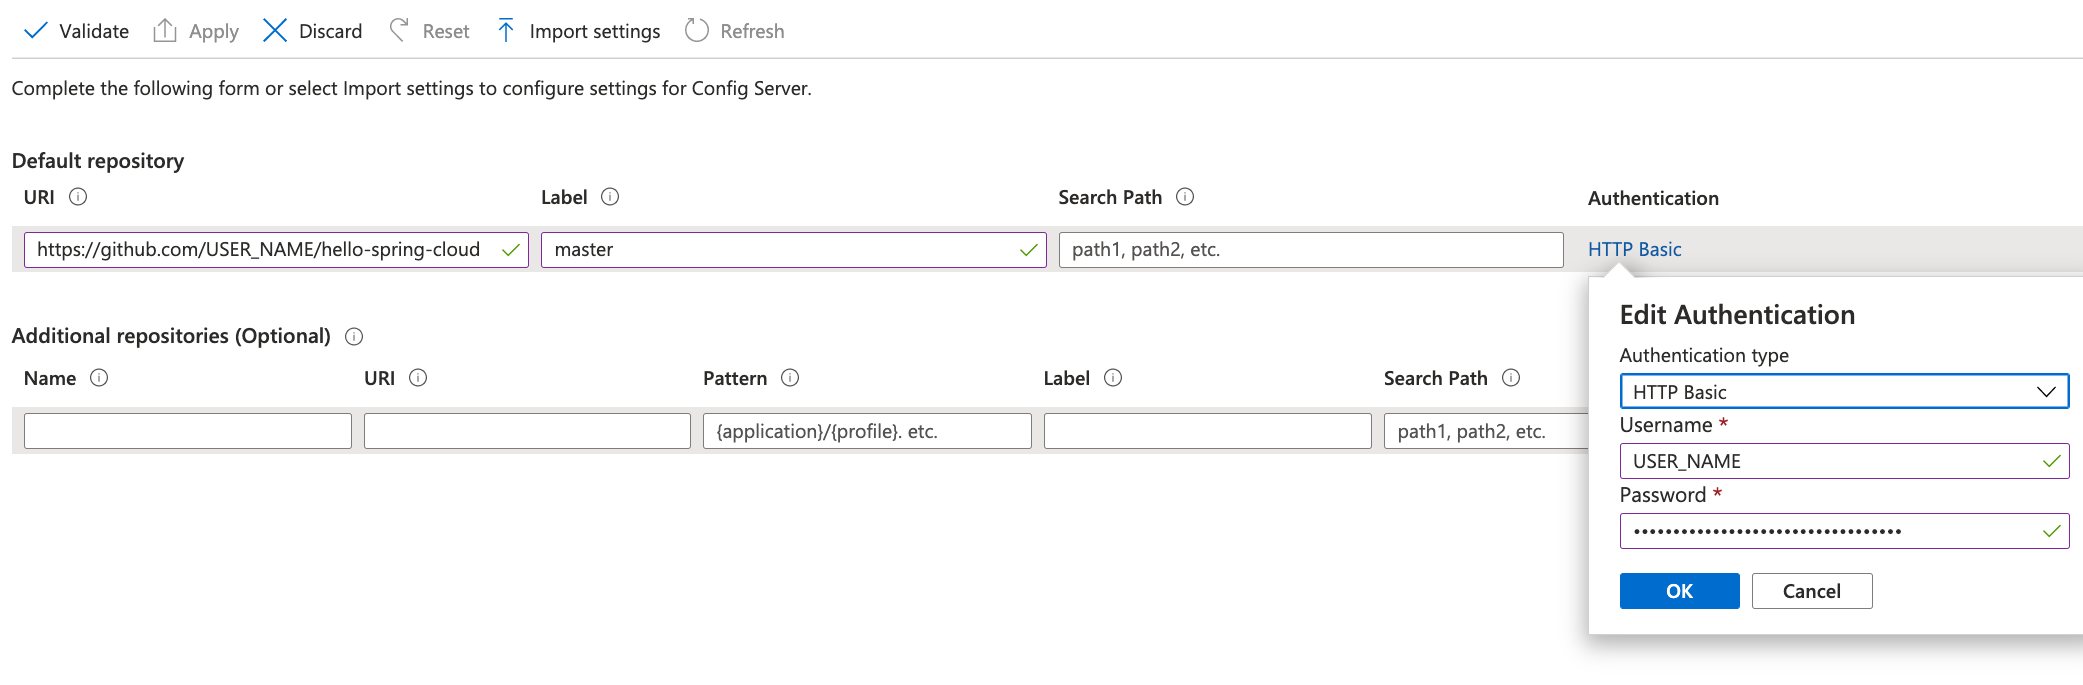 Validate Apply Discard Reset Import settings Refresh
Complete the following form or select Import settings to configure settings for Config Server.
Default repository
URI Label Search Path Authentication
https://github.com/USER_NAME/hello-spring-cloud master path1, path2, etc. HTTP Basic
Additional repositories (Optional)
Name URI Pattern Label Search Path
{application}/{profile}. etc. path1, path2, etc.
Edit Authentication
Authentication type
HTTP Basic
Username *
USER_NAME
Password *
••••••••••••••••••••••••••••••••••
OK Cancel